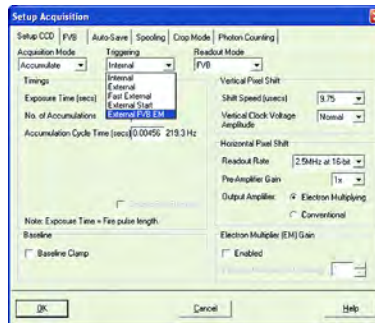 Setup Acquisition
Setup CCD FVB Auto-Save Spooling Crop Mode Photon Counting
Acquisition Mode Triggering Readout Mode
Accumulate Internal FVB
Internal
External
Fast External
External Start
External FVB EM
Timings
Exposure Time (secs)
No. of Accumulations
Accumulation Cycle Time (secs) 0.00456 219.3 Hz
Note: Exposure Time = Fire pulse length.
Baseline
Baseline Clamp
Vertical Pixel Shift
Shift Speed (usecs) 9.75
Vertical Clock Voltage Amplitude Normal
Horizontal Pixel Shift
Readout Rate 2.5MHz at 16-bit
Pre-Amplifier Gain 1x
Output Amplifier Electron Multiplying
Conventional
Electron Multiplier (EM) Gain
Enabled
OK Cancel Help